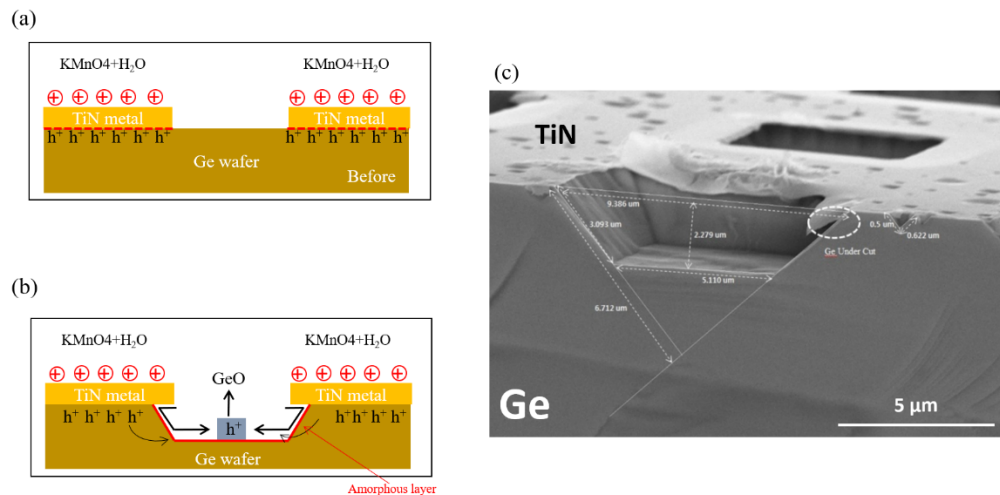 (a)
KMnO4+H₂O
KMnO4+H₂O
⊕ ⊕ ⊕ ⊕ ⊕
⊕ ⊕ ⊕ ⊕ ⊕
TiN metal
TiN metal
h⁺ h⁺ h⁺ h⁺ h⁺ h⁺
h⁺ h⁺ h⁺ h⁺ h⁺ h⁺
Ge wafer
Before
(b)
KMnO4+H₂O
KMnO4+H₂O
⊕ ⊕ ⊕ ⊕ ⊕
⊕ ⊕ ⊕ ⊕ ⊕
GeO
TiN metal
TiN metal
h⁺ h⁺ h⁺ h⁺
h⁺
h⁺h⁺ h⁺ h⁺
Ge wafer
Amorphous layer
(c)
TiN
9.386 um
3.093 um
2.279 um
0.5 um
0.622 um
Ge Under Cut
5.110 um
6.712 um
Ge
5 µm